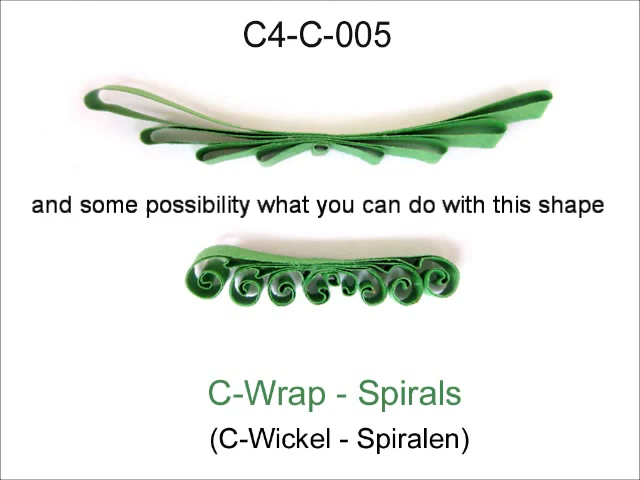 C4-C-005
and some possibility what you can do with this shape
C-Wrap - Spirals
(C-Wickel - Spiralen)